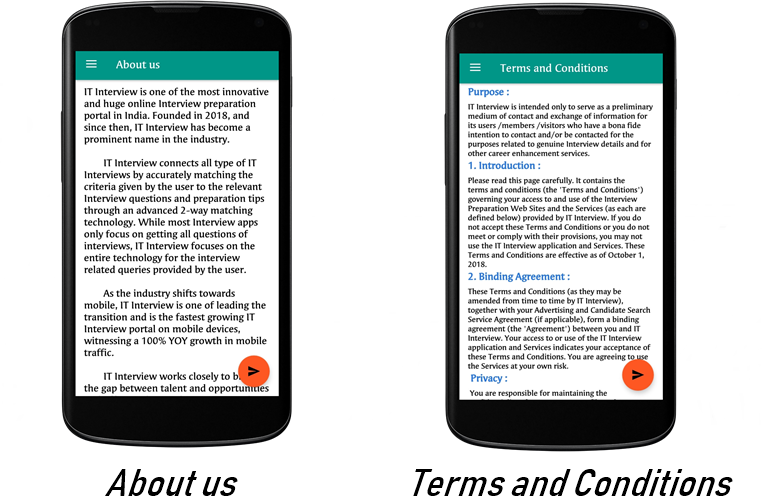 About us
IT Interview is one of the most innovative
and huge online Interview preparation
portal in India. Founded in 2018, and
since then, IT Interview has become a
prominent name in the industry.
IT Interview connects all type of IT
Interviews by accurately matching the
criteria given by the user to the relevant
Interview questions and preparation tips
through an advanced 2-way matching
technology. While most Interview apps
only focus on getting all questions of
interviews, IT Interview focuses on the
entire technology for the interview
related queries provided by the user.
As the industry shifts towards
mobile, IT Interview is one of leading the
transition and is the fastest growing IT
Interview portal on mobile devices,
witnessing a 100% YOY growth in mobile
traffic.
IT Interview works closely to
the gap between talent and opportunities
About us
Terms and Conditions
Purpose :
IT Interview is intended only to serve as a preliminary
medium of contact and exchange of information for
its users /members /visitors who have a bona fide
intention to contact and/or be contacted for the
purposes related to genuine Interview details and for
other career enhancement services.
1. Introduction :
Please read this page carefully. It contains the
terms and conditions (the 'Terms and Conditions')
governing your access to and use of the Interview
Preparation Web Sites and the Services (as each are
defined below) provided by IT Interview. If you do
not accept these Terms and Conditions or you do not
meet or comply with their provisions, you may not
use the IT Interview application and Services. These
Terms and Conditions are effective as of October 1,
2018.
2. Binding Agreement :
These Terms and Conditions (as they may be
amended from time to time by IT Interview),
together with your Advertising and Candidate Search
Service Agreement (if applicable), form a binding
agreement (the 'Agreement') between you and IT
Interview. Your access to or use of the IT Interview
application and Services indicates your acceptance of
these Terms and Conditions. You are agreeing to use
the Services at your own risk.
Privacy :
You are responsible for maintaining the
Terms and Conditions